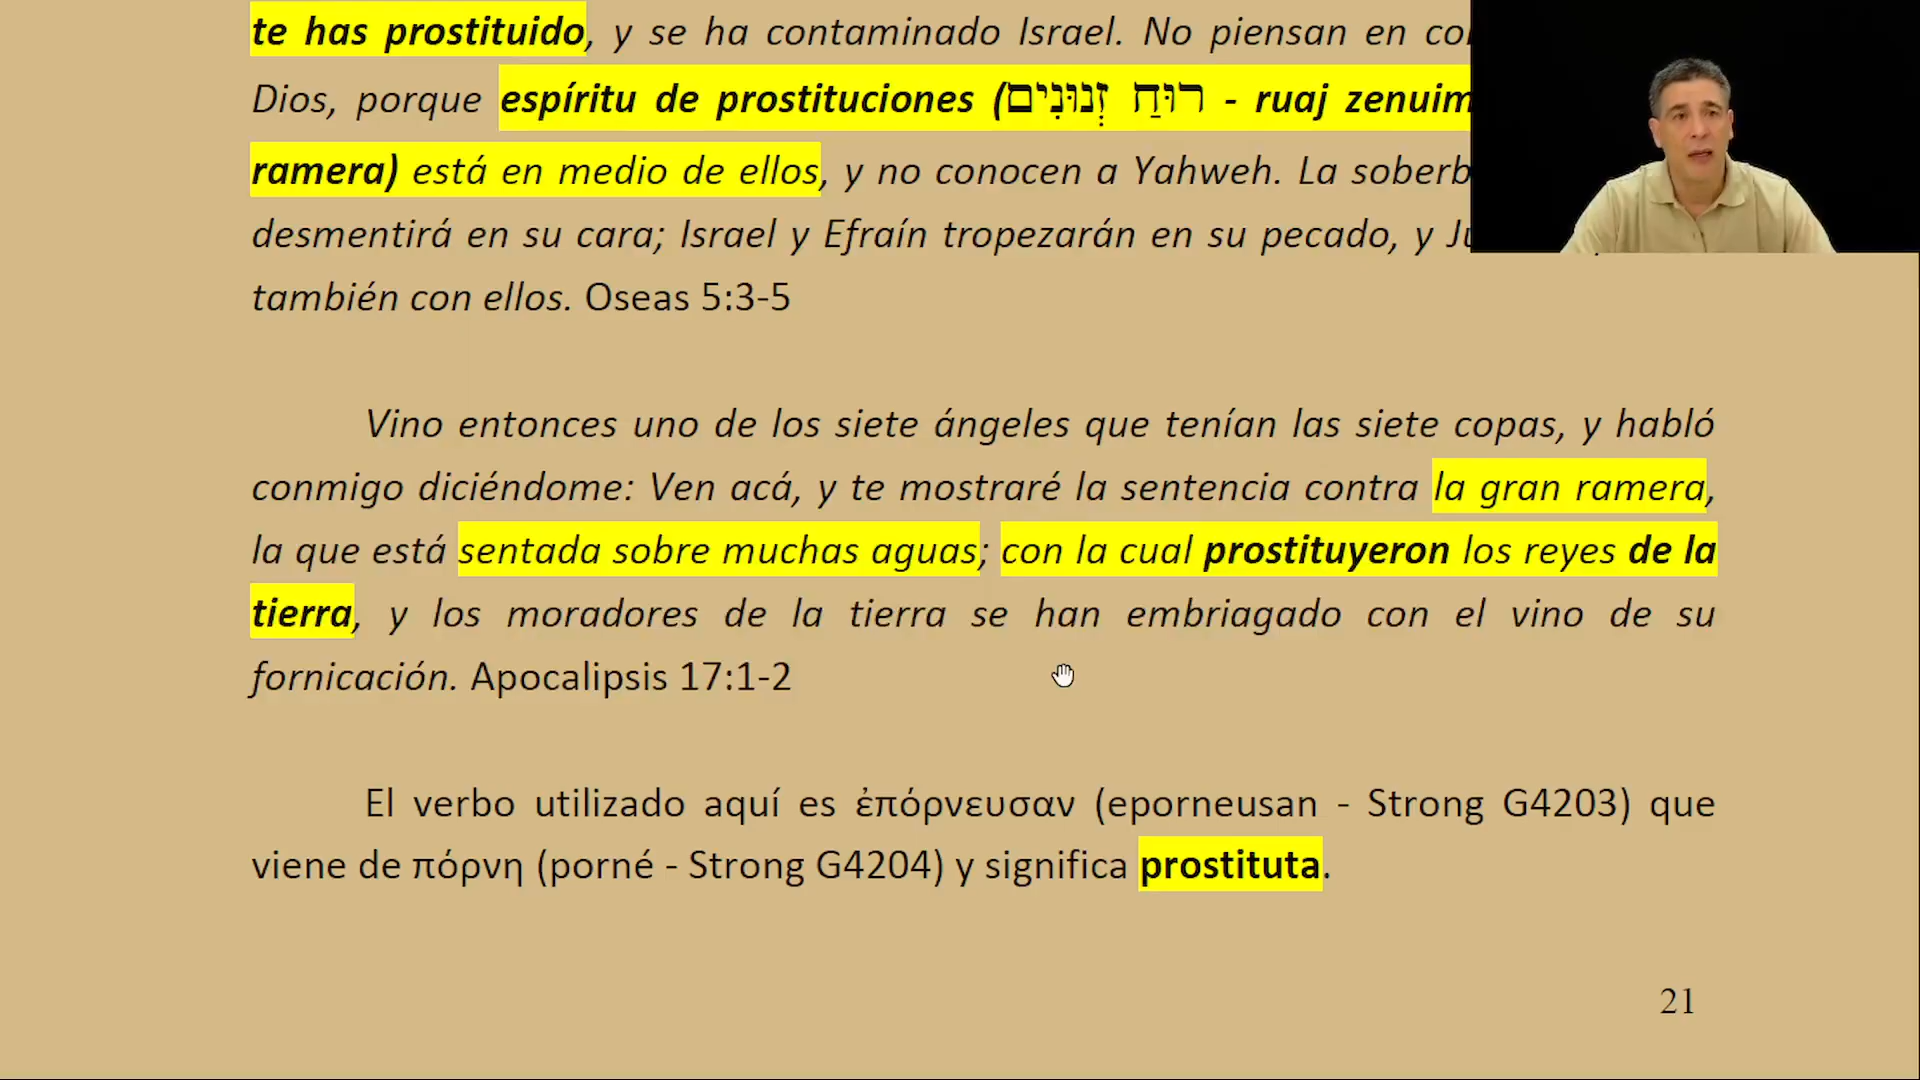 te has prostituido, y se ha contaminado Israel. No piensan en
Dios, porque espíritu de prostituciones (רוּחַ זְנוּנִים - ruaj zenuim
ramera) está en medio de ellos, y no conocen a Yahweh. La
desmentirá en su cara; Israel y Efraín tropezarán en su pecado, y
también con ellos. Oseas 5:3-5
Vino entonces uno de los siete ángeles que tenían las siete copas, y habló
conmigo diciéndome: Ven acá, y te mostraré la sentencia contra la gran ramera,
la que está sentada sobre muchas aguas; con la cual prostituyeron los reyes de la
tierra, y los moradores de la tierra se han embriagado con el vino de su
fornicación. Apocalipsis 17:1-2
El verbo utilizado aquí es ἐπόρνευσαν (eporneusan - Strong G4203) que
viene de πόρνη (porné - Strong G4204) y significa prostituta.
21